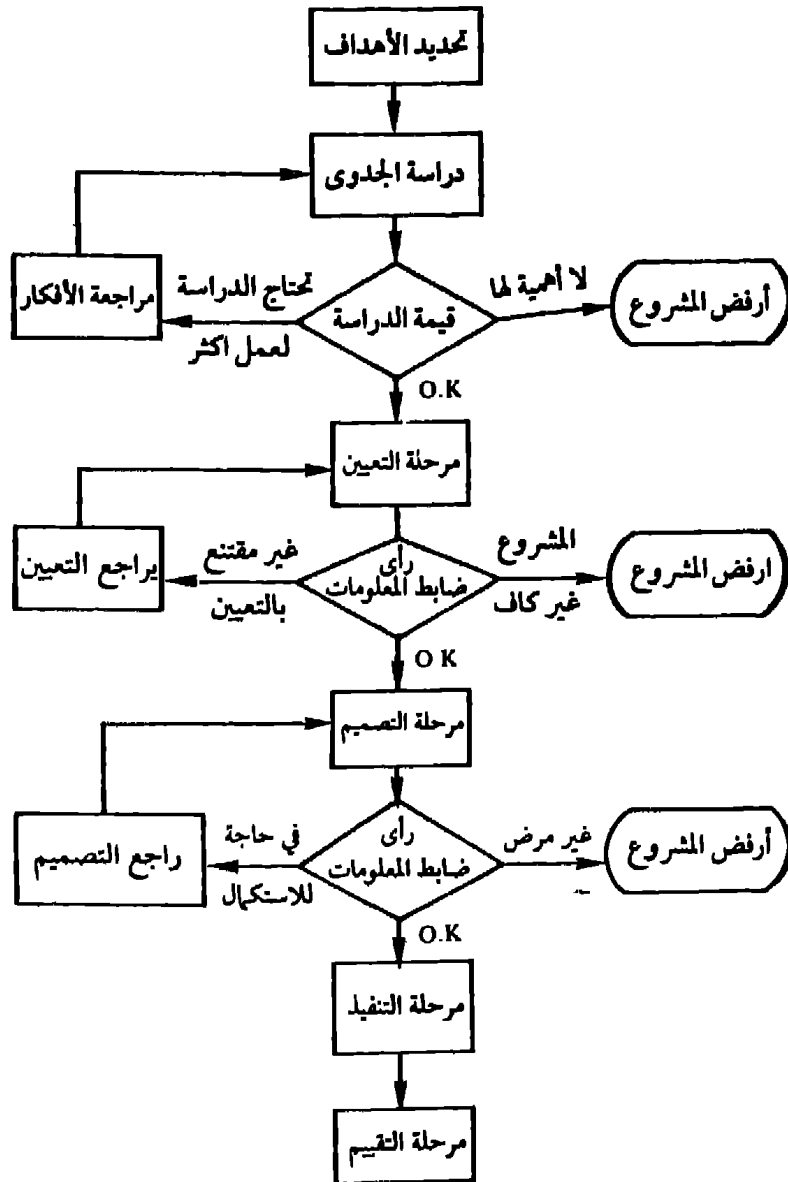 تحديد الأهداف
دراسة الجدوى
قيمة الدراسة
لا أهمية لها
أرفض المشروع
تحتاج الدراسة
لعمل اكثر
مراجعة الأفكار
O.K
مرحلة التعيين
رأى
ضابط المعلومات
المشروع
غير كاف
ارفض المشروع
غير مقتنع
بالتعيين
يراجع التعيين
O K
مرحلة التصميم
رأى
ضابط المعلومات
غير مرض
أرفض المشروع
في حاجة
للاستكمال
راجع التصميم
O.K
مرحلة التنفيذ
مرحلة التقييم